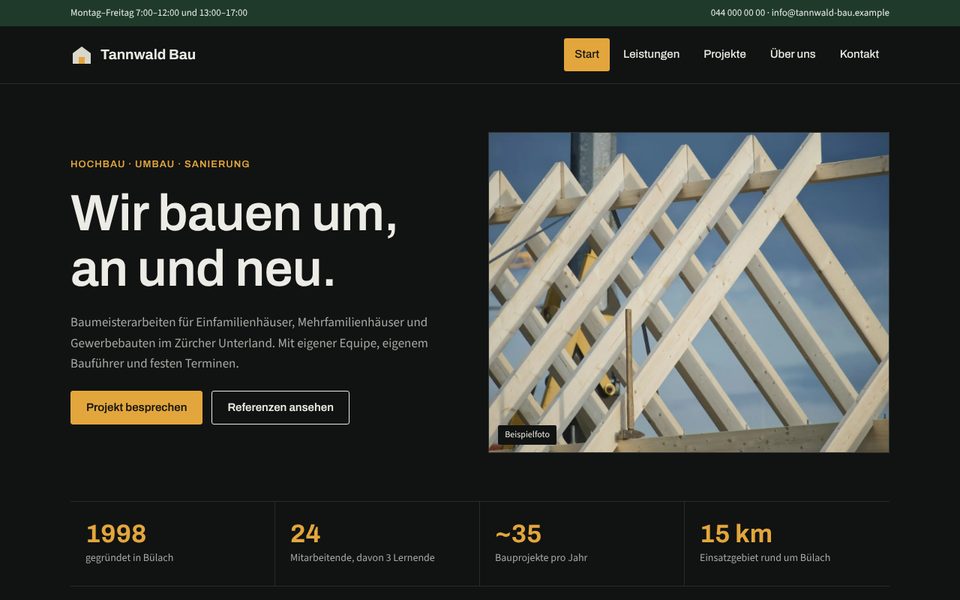 Montag–Freitag 7:00–12:00 und 13:00–17:00
044 000 00 00 · info@tannwald-bau.example
Tannwald Bau
Start
Leistungen
Projekte
Über uns
Kontakt
HOCHBAU · UMBAU · SANIERUNG
Wir bauen um,
an und neu.
Baumeisterarbeiten für Einfamilienhäuser, Mehrfamilienhäuser und
Gewerbebauten im Zürcher Unterland. Mit eigener Equipe, eigenem
Bauführer und festen Terminen.
Projekt besprechen
Referenzen ansehen
Beispielfoto
1998
gegründet in Bülach
24
Mitarbeitende, davon 3 Lernende
~35
Bauprojekte pro Jahr
15 km
Einsatzgebiet rund um Bülach